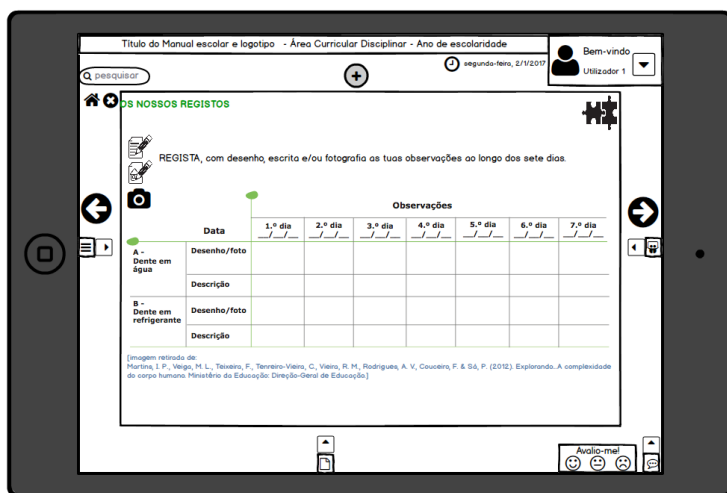 Título do Manual escolar e logotipo - Área Curricular Disciplinar - Ano de escolaridade
Bem-vindo
Utilizador 1
segunda-feira, 2/1/2017
pesquisar
OS NOSSOS REGISTOS
REGISTA, com desenho, escrita e/ou fotografia as tuas observações ao longo dos sete dias.
Observações
Data
1.º dia 2.º dia 3.º dia 4.º dia 5.º dia 6.º dia 7.º dia
__/__/__ __/__/__ __/__/__ __/__/__ __/__/__ __/__/__ __/__/__
A -
Dente em
água
Desenho/foto
Descrição
B -
Dente em
refrigerante
Desenho/foto
Descrição
[imagem retirada de:
Martins, I. P., Veiga, M. L., Teixeira, F., Tenreiro-Vieira, C., Vieira, R. M., Rodrigues, A. V., Couceiro, F. & Sá, P. (2012). Explorando...A complexidade
do corpo humano. Ministério da Educação: Direção-Geral de Educação.]
Avalio-me!